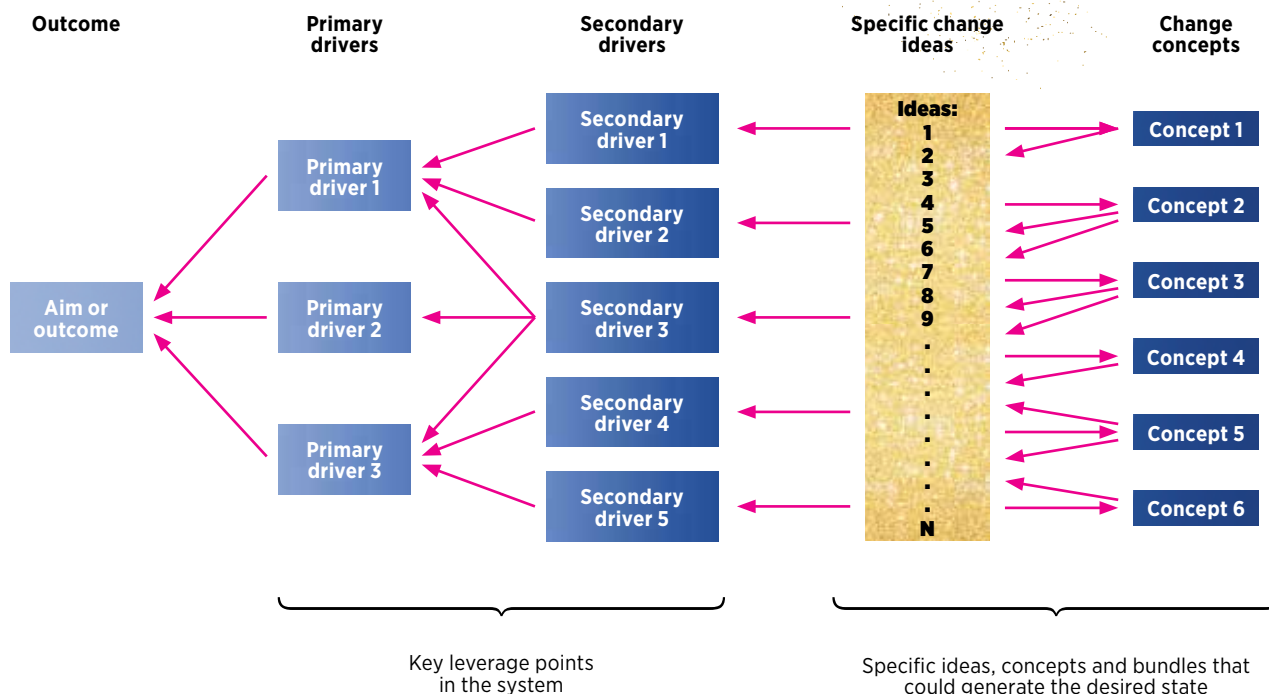 Outcome
Primary
drivers
Secondary
drivers
Specific change
ideas
Change
concepts
Aim or
outcome
Primary
driver 1
Primary
driver 2
Primary
driver 3
Secondary
driver 1
Secondary
driver 2
Secondary
driver 3
Secondary
driver 4
Secondary
driver 5
Ideas:
1
2
3
4
5
6
7
8
9
.
.
.
.
.
.
.
.
N
Concept 1
Concept 2
Concept 3
Concept 4
Concept 5
Concept 6
Key leverage points
in the system
Specific ideas, concepts and bundles that
could generate the desired state